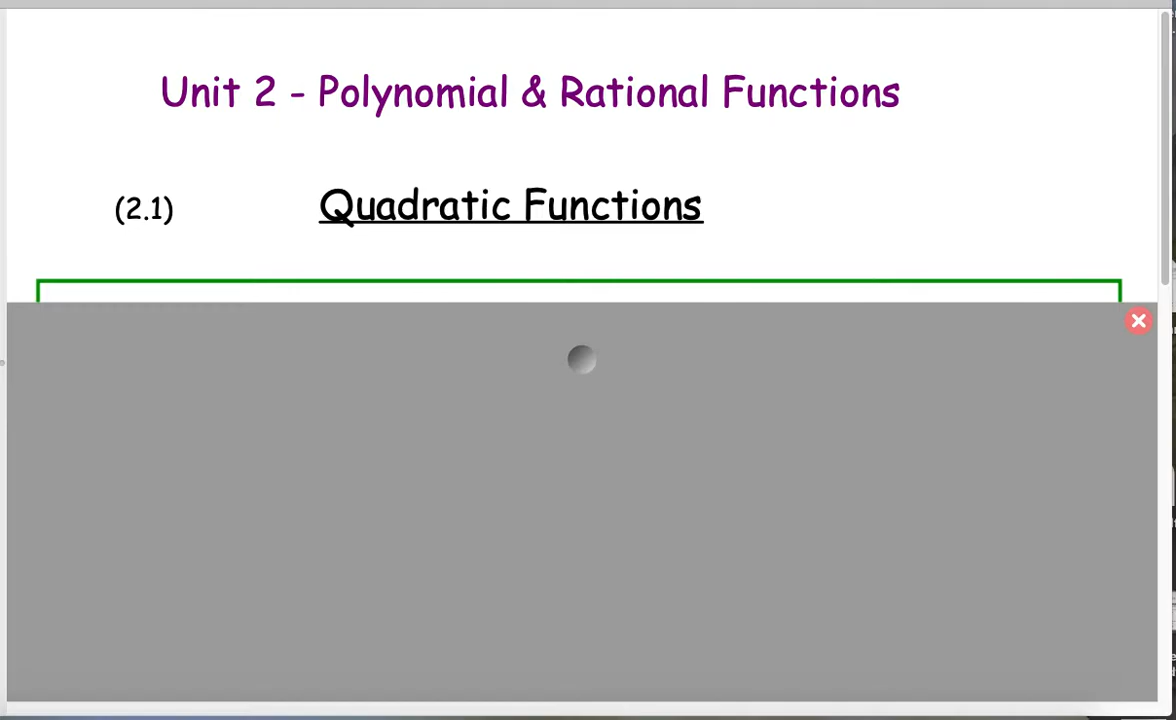 Unit 2 - Polynomial & Rational Functions
(2.1) Quadratic Functions